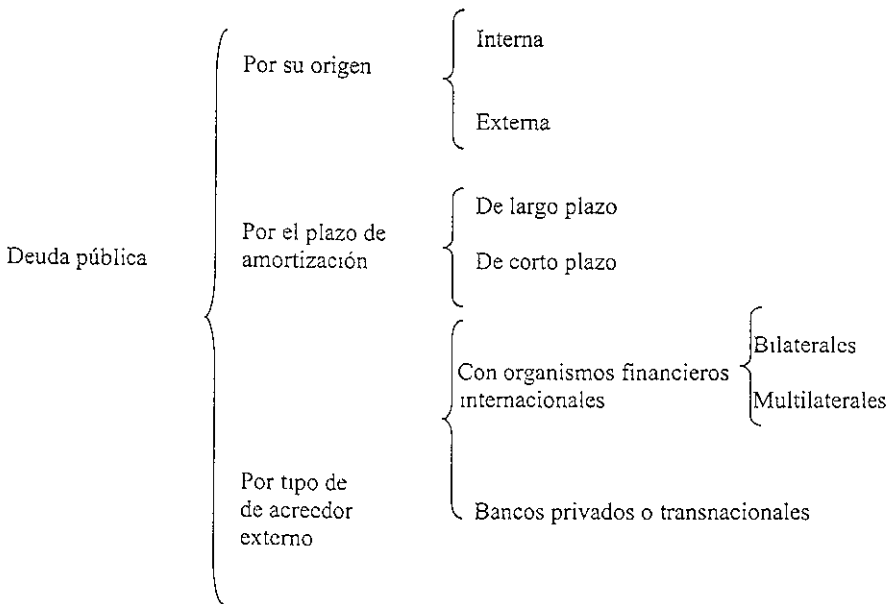 Deuda pública
Por su origen
Interna
Externa
Por el plazo de
amortización
De largo plazo
De corto plazo
Por tipo de
de acreedor
externo
Con organismos financieros
internacionales
Bilaterales
Multilaterales
Bancos privados o transnacionales